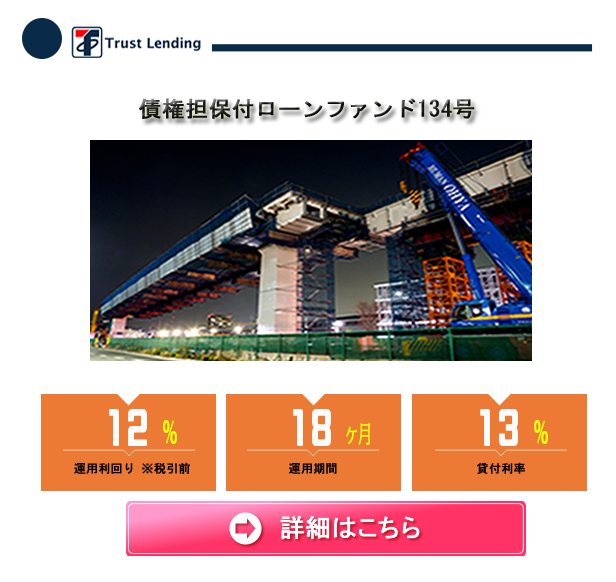 Trust Lending
債権担保付ローンファンド134号
HUMAN OHYA
12 %
運用利回り ※税引前
18 ヶ月
運用期間
13 %
貸付利率
詳細はこちら